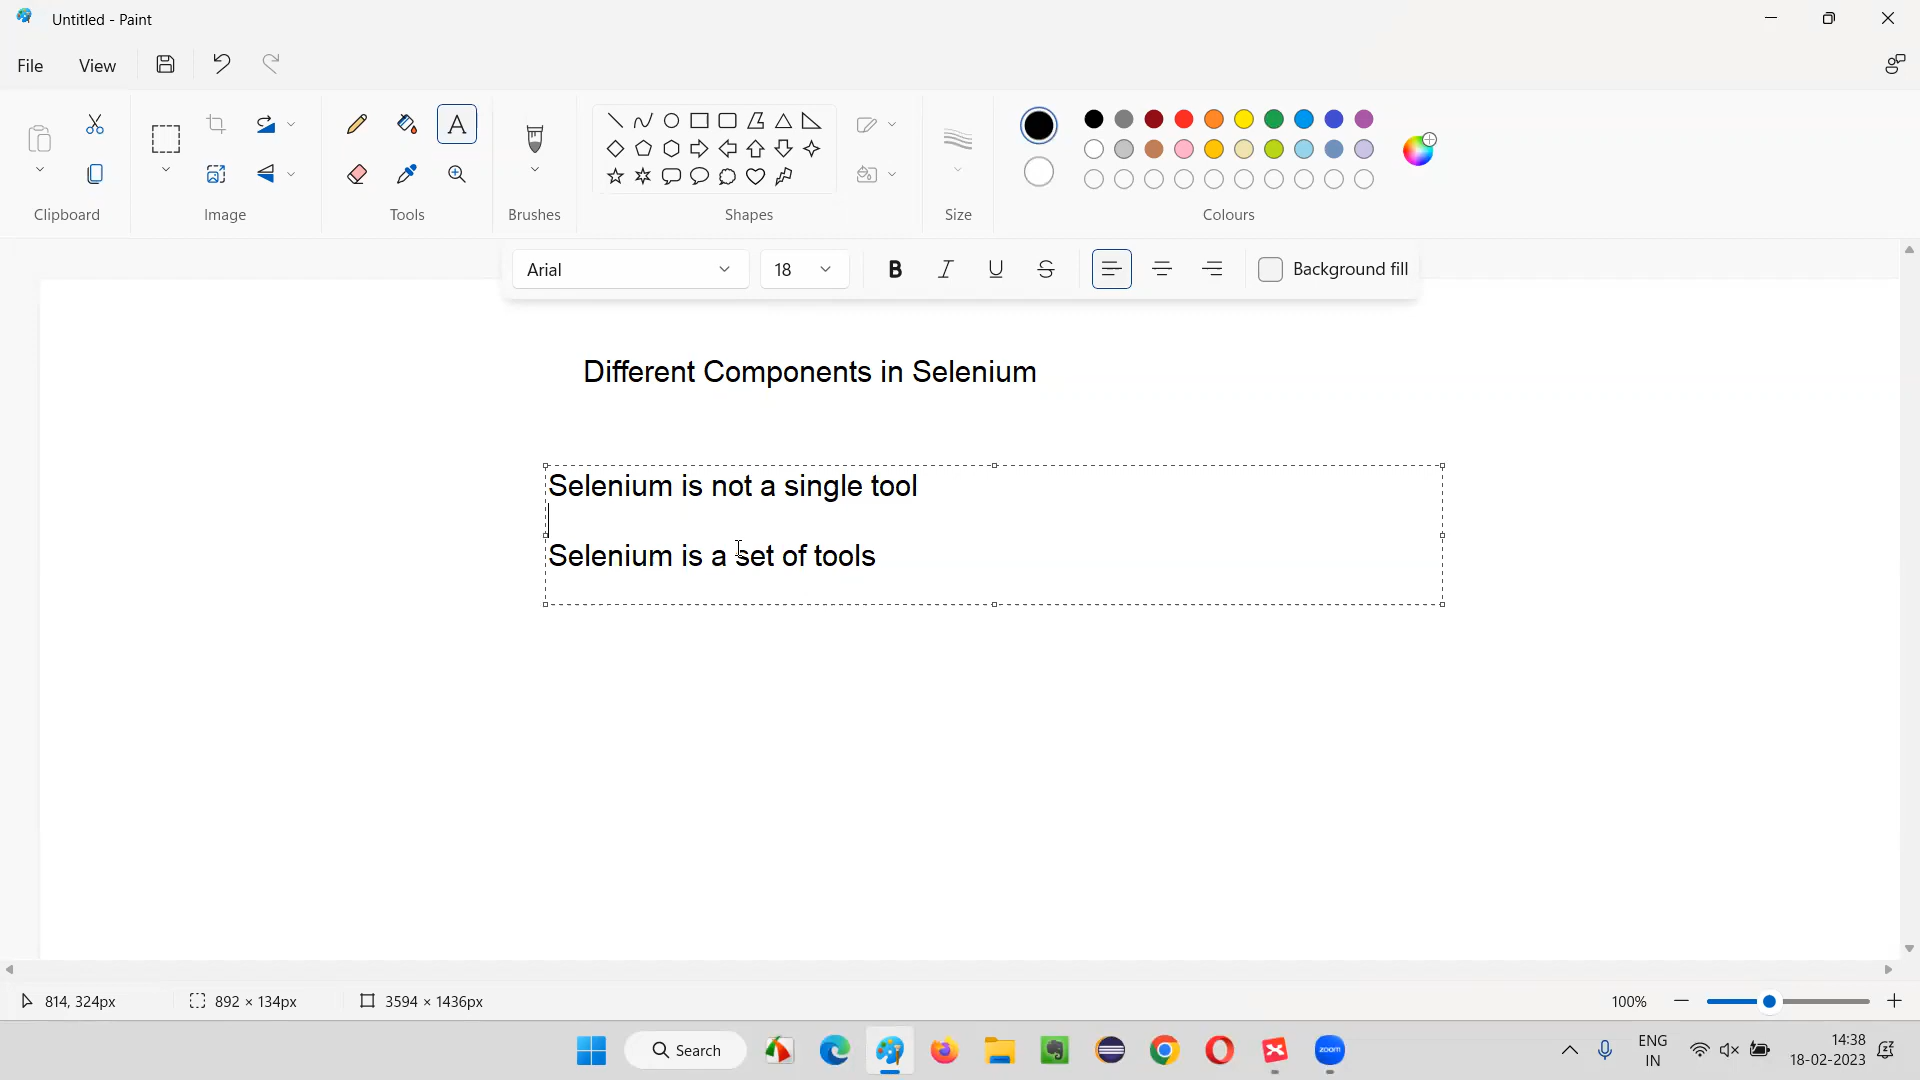 Untitled - Paint
File View
Clipboard
Image
Tools
Brushes
Shapes
Size
Colours
Arial 18 B I U S Background fill
Different Components in Selenium
Selenium is not a single tool
Selenium is a set of tools
814, 324px 892 × 134px 3594 × 1436px 100%
Search
zoom
ENG
IN
14:38
18-02-2023